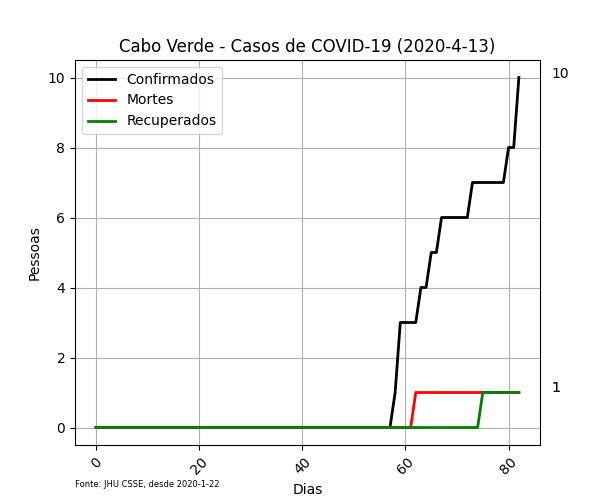 Cabo Verde - Casos de COVID-19 (2020-4-13)
Confirmados
Mortes
Recuperados
10
8
6
4
2
0
Pessoas
10
1
0
20
40
60
80
Dias
Fonte: JHU CSSE, desde 2020-1-22